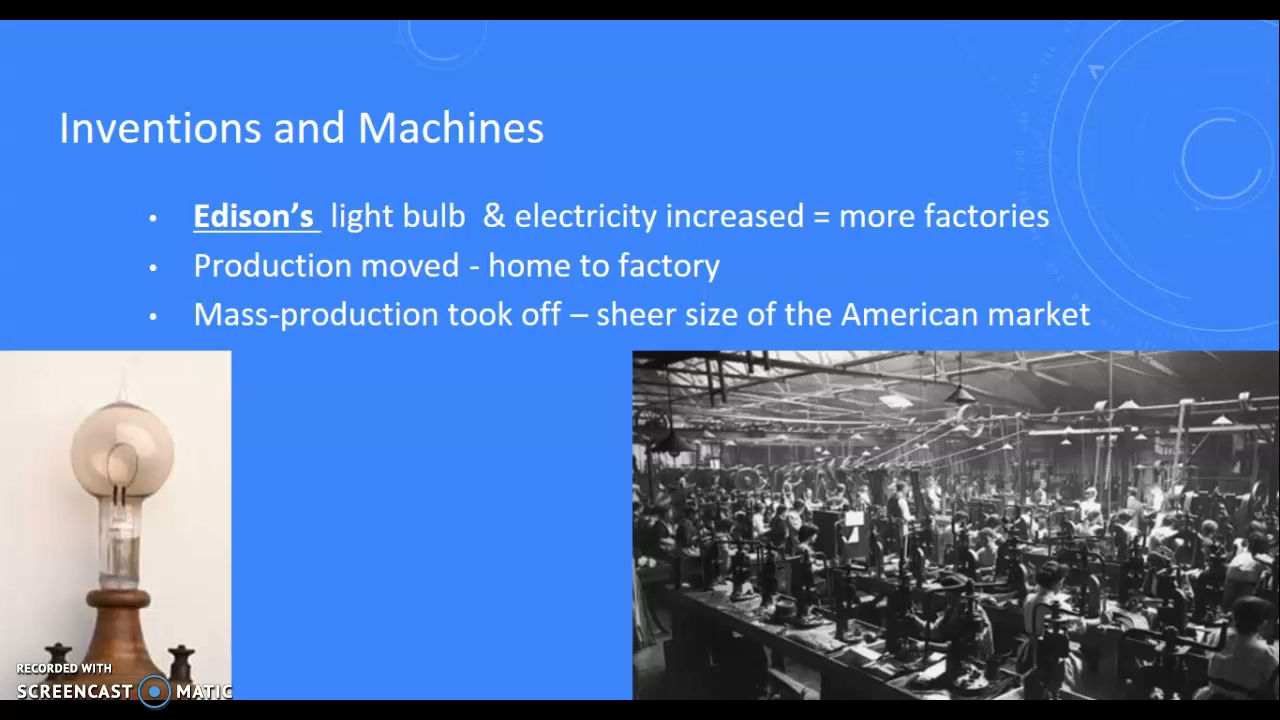 Inventions and Machines
• Edison's light bulb & electricity increased = more factories
• Production moved - home to factory
• Mass-production took off – sheer size of the American market
RECORDED WITH
SCREENCAST MATIC